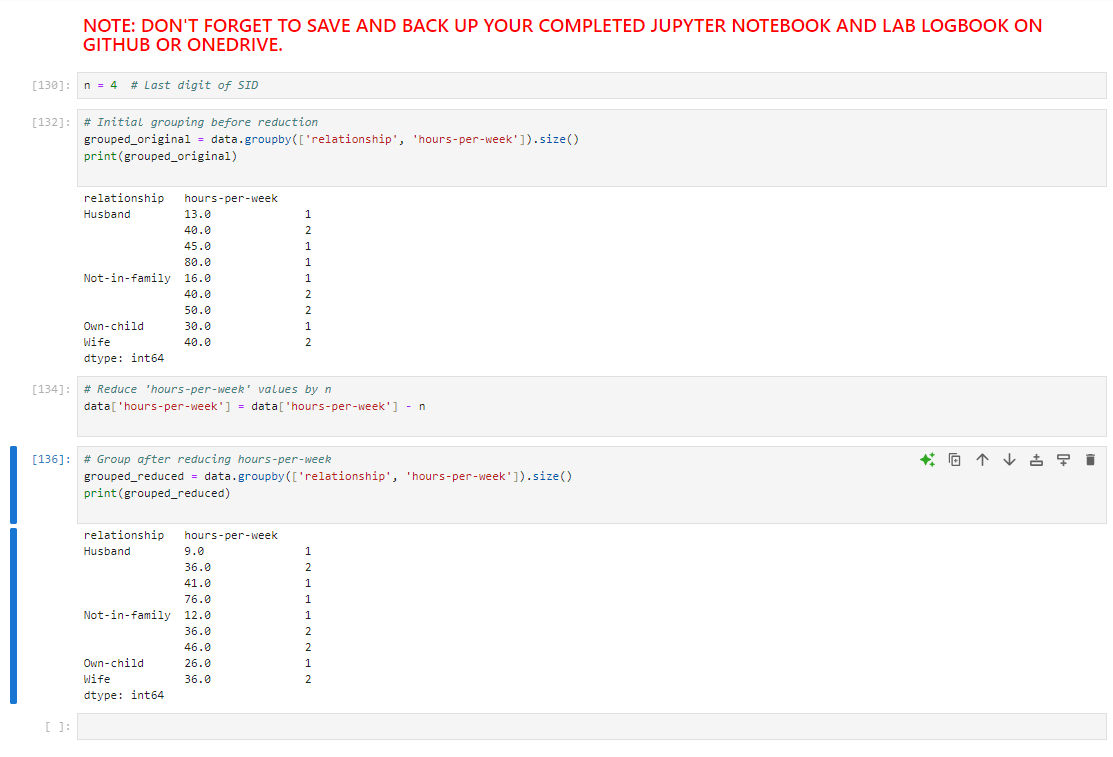 NOTE: DON'T FORGET TO SAVE AND BACK UP YOUR COMPLETED JUPYTER NOTEBOOK AND LAB LOGBOOK ON
GITHUB OR ONEDRIVE.
[130]: n = 4  # Last digit of SID
[132]: # Initial grouping before reduction
grouped_original = data.groupby(['relationship', 'hours-per-week']).size()
print(grouped_original)
relationship   hours-per-week
Husband        13.0              1
               40.0              2
               45.0              1
               80.0              1
Not-in-family  16.0              1
               40.0              2
               50.0              2
Own-child      30.0              1
Wife           40.0              2
dtype: int64
[134]: # Reduce 'hours-per-week' values by n
data['hours-per-week'] = data['hours-per-week'] - n
[136]: # Group after reducing hours-per-week
grouped_reduced = data.groupby(['relationship', 'hours-per-week']).size()
print(grouped_reduced)
relationship   hours-per-week
Husband        9.0               1
               36.0              2
               41.0              1
               76.0              1
Not-in-family  12.0              1
               36.0              2
               46.0              2
Own-child      26.0              1
Wife           36.0              2
dtype: int64
[ ]: